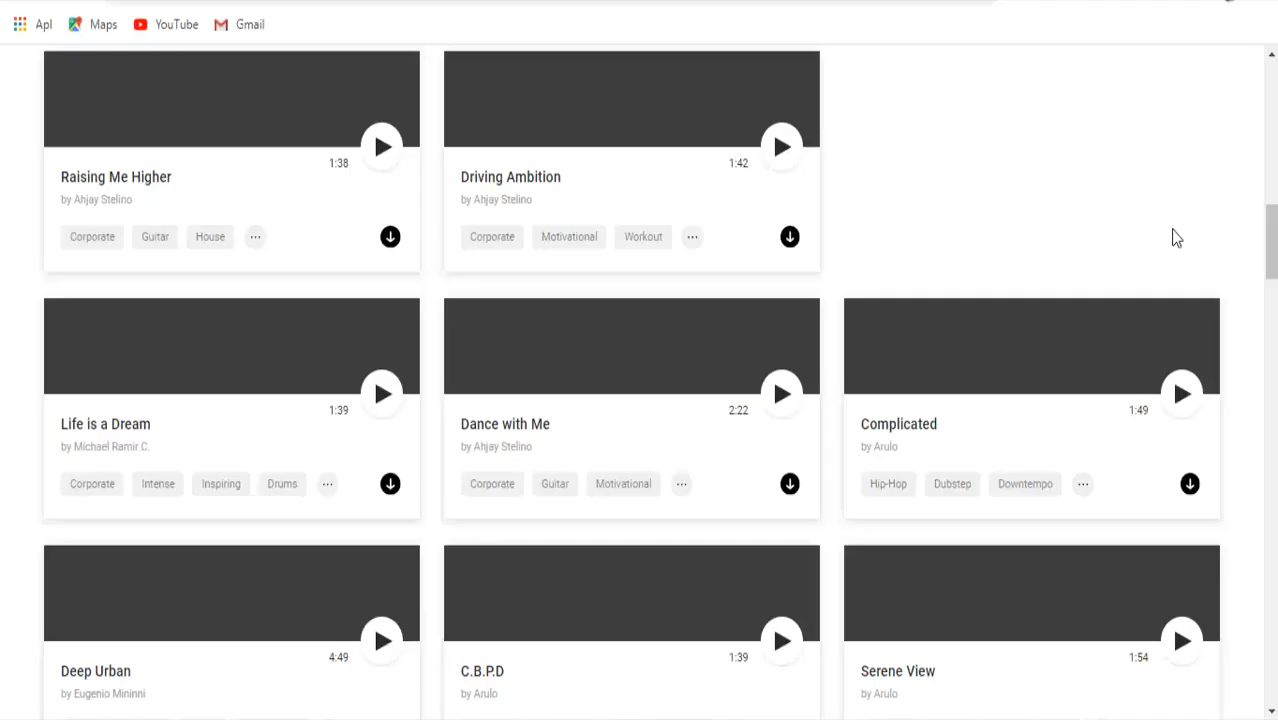 Apl Maps YouTube Gmail
1:38
Raising Me Higher
by Ahjay Stelino
Corporate Guitar House ...
1:42
Driving Ambition
by Ahjay Stelino
Corporate Motivational Workout ...
1:39
Life is a Dream
by Michael Ramir C.
Corporate Intense Inspiring Drums ...
2:22
Dance with Me
by Ahjay Stelino
Corporate Guitar Motivational ...
1:49
Complicated
by Arulo
Hip-Hop Dubstep Downtempo ...
4:49
Deep Urban
by Eugenio Mininni
1:39
C.B.P.D
by Arulo
1:54
Serene View
by Arulo